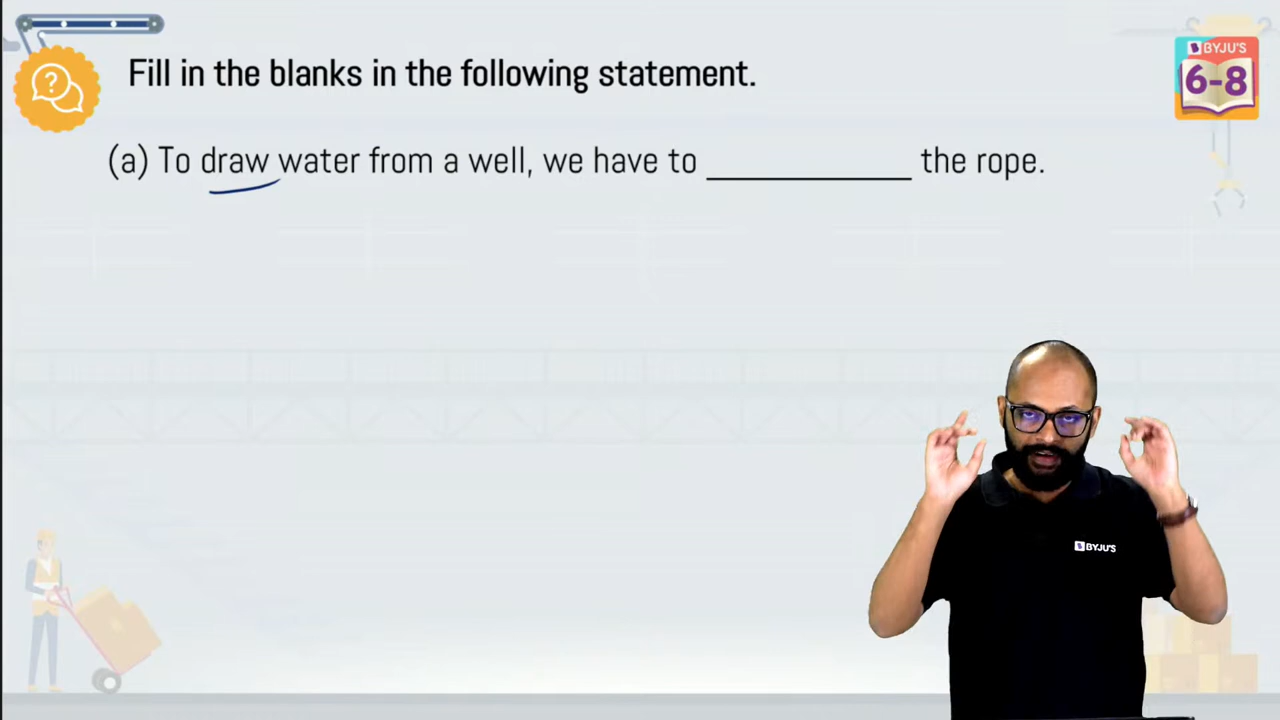 BYJU'S
6-8
Fill in the blanks in the following statement.
(a) To draw water from a well, we have to ____________ the rope.
BYJU'S